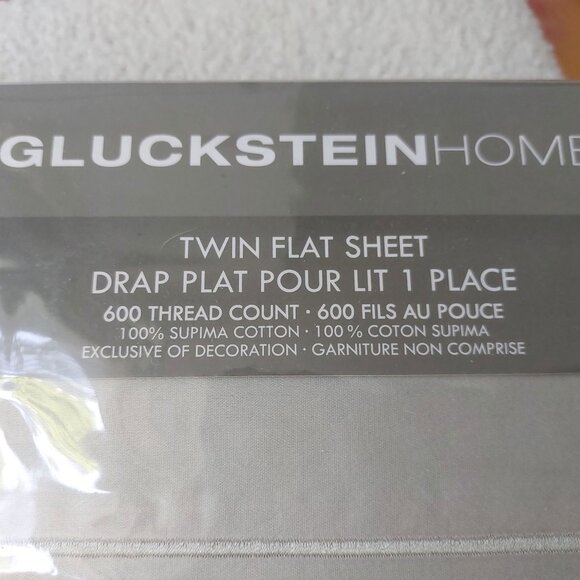 GLUCKSTEINHOME
TWIN FLAT SHEET
DRAP PLAT POUR LIT 1 PLACE
600 THREAD COUNT · 600 FILS AU POUCE
100% SUPIMA COTTON · 100 % COTON SUPIMA
EXCLUSIVE OF DECORATION · GARNITURE NON COMPRISE